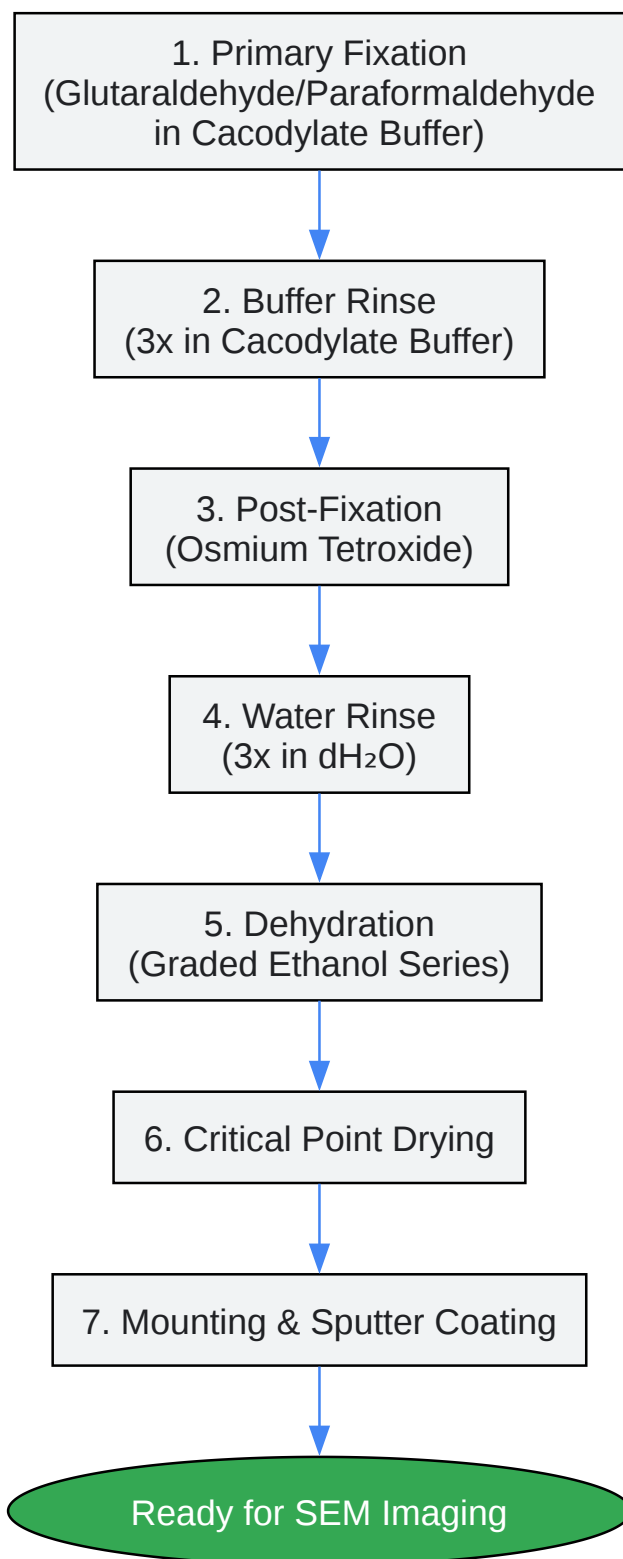 1. Primary Fixation
(Glutaraldehyde/Paraformaldehyde
in Cacodylate Buffer)
2. Buffer Rinse
(3x in Cacodylate Buffer)
3. Post-Fixation
(Osmium Tetroxide)
4. Water Rinse
(3x in dH₂O)
5. Dehydration
(Graded Ethanol Series)
6. Critical Point Drying
7. Mounting & Sputter Coating
Ready for SEM Imaging